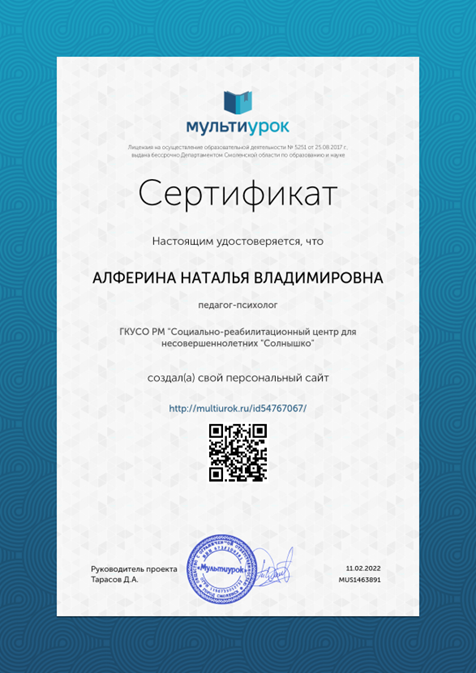 мультиурок
Лицензия на осуществление образовательной деятельности № 5251 от 25.08.2017 г.,
выдана бессрочно Департаментом Смоленской области по образованию и науке
Сертификат
Настоящим удостоверяется, что
АЛФЕРИНА НАТАЛЬЯ ВЛАДИМИРОВНА
педагог-психолог
ГКУСО РМ "Социально-реабилитационный центр для
несовершеннолетних "Солнышко"
создал(а) свой персональный сайт
http://multiurok.ru/id54767067/
Руководитель проекта
Тарасов Д.А.
«Мультиурок»
11.02.2022
MUS1463891